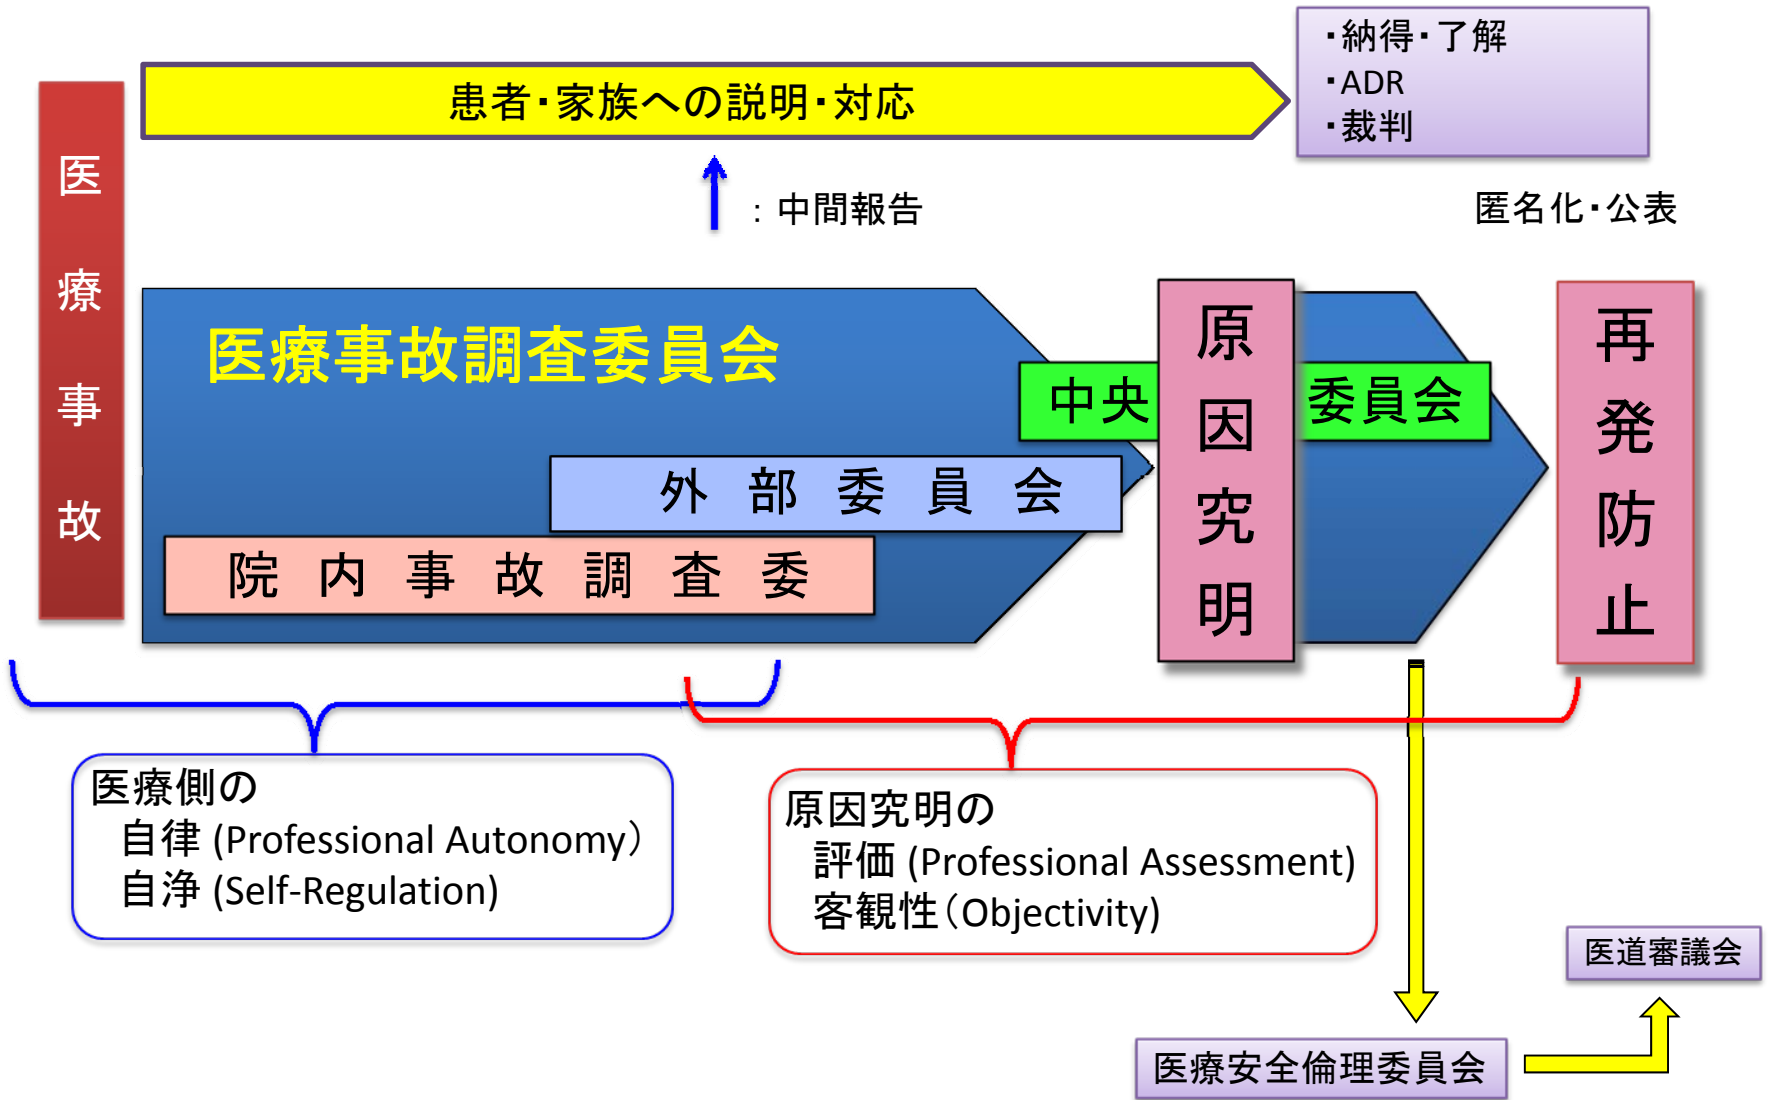 ・納得・了解
・ADR
・裁判
患者・家族への説明・対応
医療事故
：中間報告
匿名化・公表
医療事故調査委員会
中央
原因究明
委員会
再発防止
外部委員会
院内事故調査委
医療側の
自律 (Professional Autonomy）
自浄 (Self-Regulation)
原因究明の
評価 (Professional Assessment)
客観性（Objectivity)
医道審議会
医療安全倫理委員会